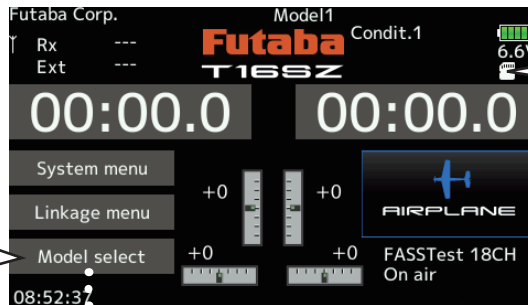 Futaba Corp.
Model1
Condit.1
Rx ---
Ext ---
Futaba
T16SZ
6.6V
00:00.0
00:00.0
System menu
Linkage menu
Model select
+0
+0
+0
+0
AIRPLANE
FASSTest 18CH
On air
08:52:37